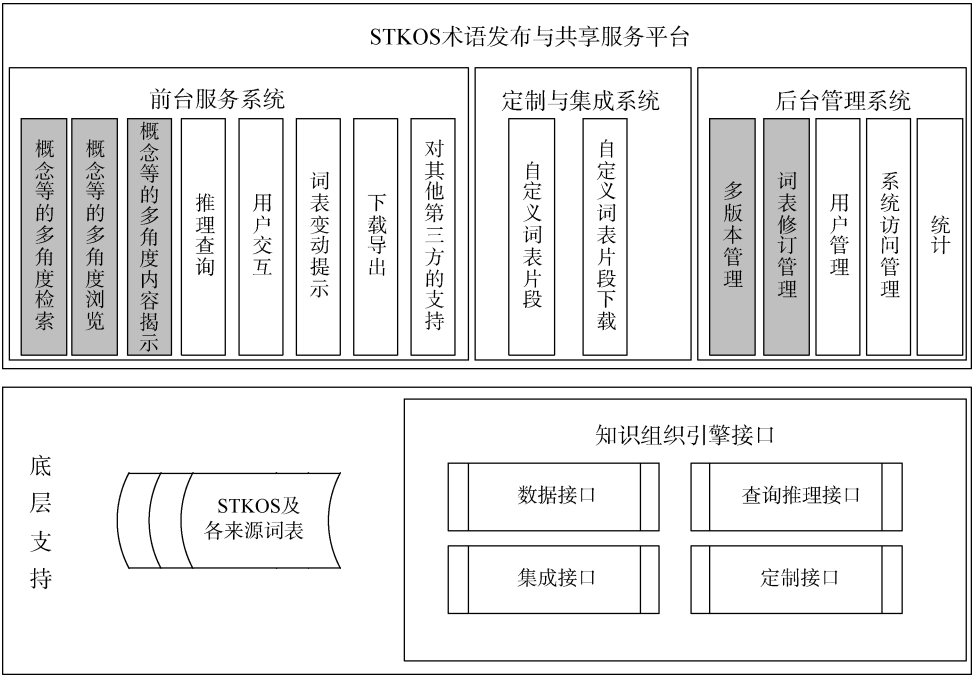 STKOS术语发布与共享服务平台
前台服务系统
概念等的多角度检索
概念等的多角度浏览
概念等的多角度内容揭示
推理查询
用户交互
词表变动提示
下载导出
对其他第三方的支持
定制与集成系统
自定义词表片段
自定义词表片段下载
后台管理系统
多版本管理
词表修订管理
用户管理
系统访问管理
统计
底层支持
STKOS及
各来源词表
知识组织引擎接口
数据接口
查询推理接口
集成接口
定制接口